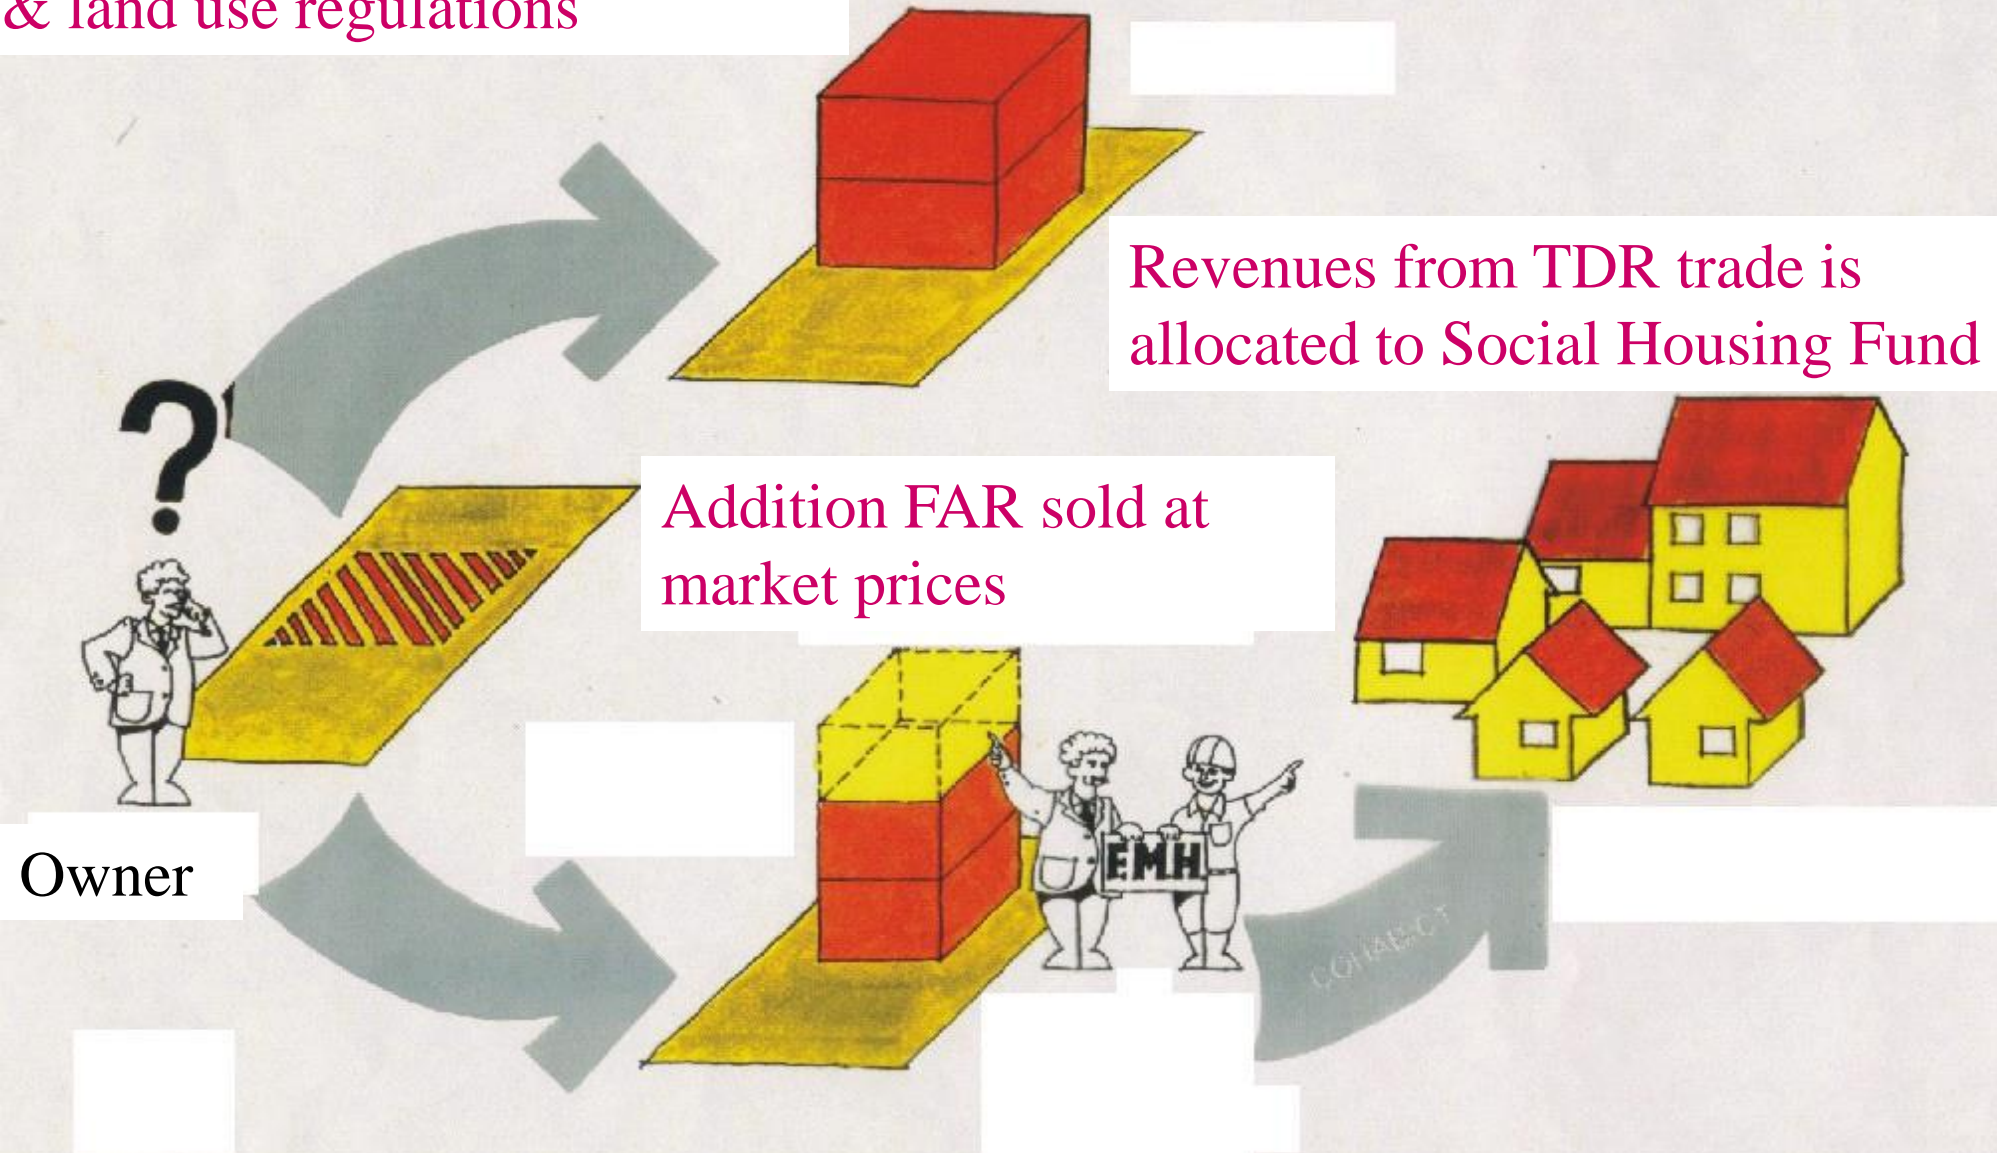 & land use regulations
Revenues from TDR trade is
allocated to Social Housing Fund
Addition FAR sold at
market prices
Owner
EMH